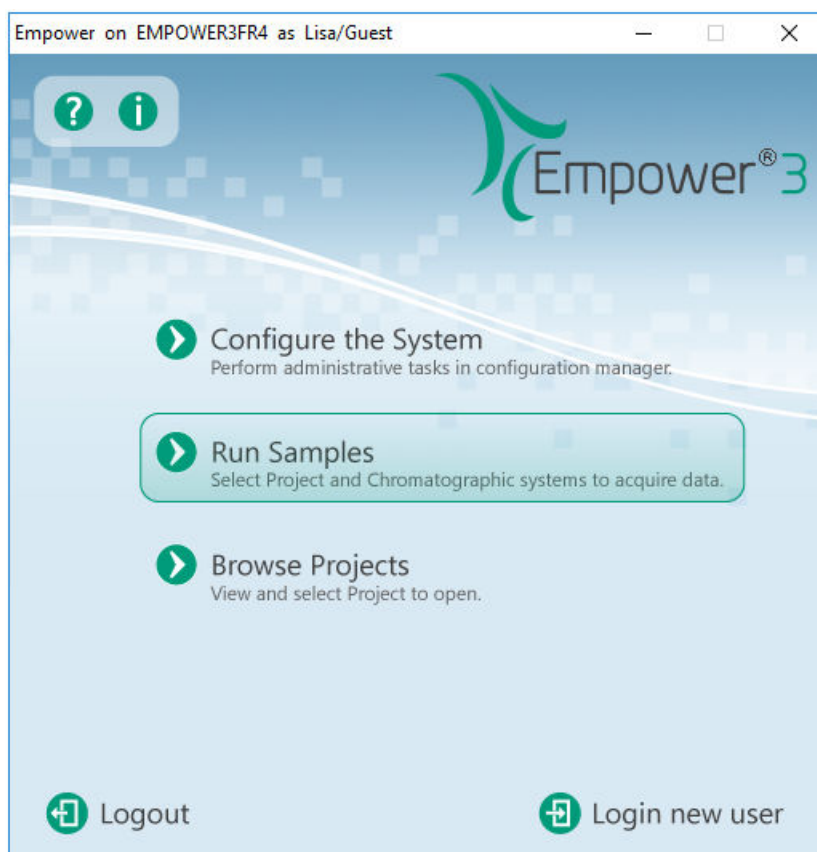 Empower on EMPOWER3FR4 as Lisa/Guest
? i
Empower®3
Configure the System
Perform administrative tasks in configuration manager.
Run Samples
Select Project and Chromatographic systems to acquire data.
Browse Projects
View and select Project to open.
Logout
Login new user